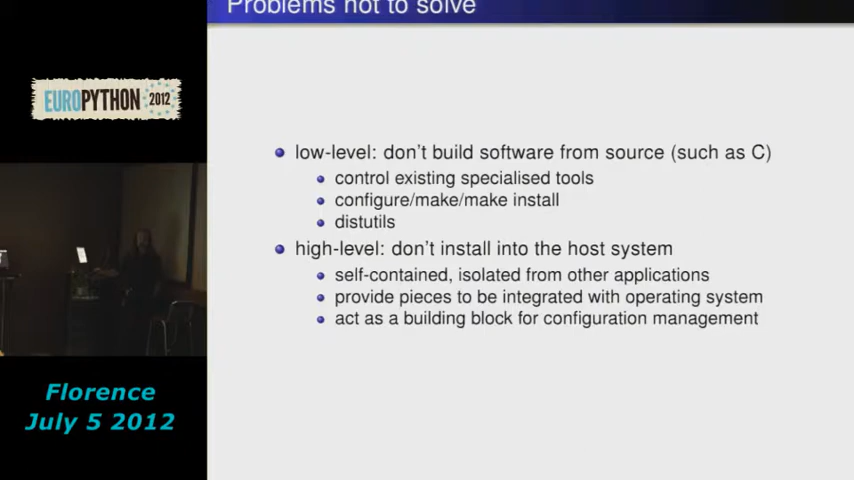 Problems not to solve
EUROPYTHON 2012
low-level: don't build software from source (such as C)
control existing specialised tools
configure/make/make install
distutils
high-level: don't install into the host system
self-contained, isolated from other applications
provide pieces to be integrated with operating system
act as a building block for configuration management
Florence
July 5 2012